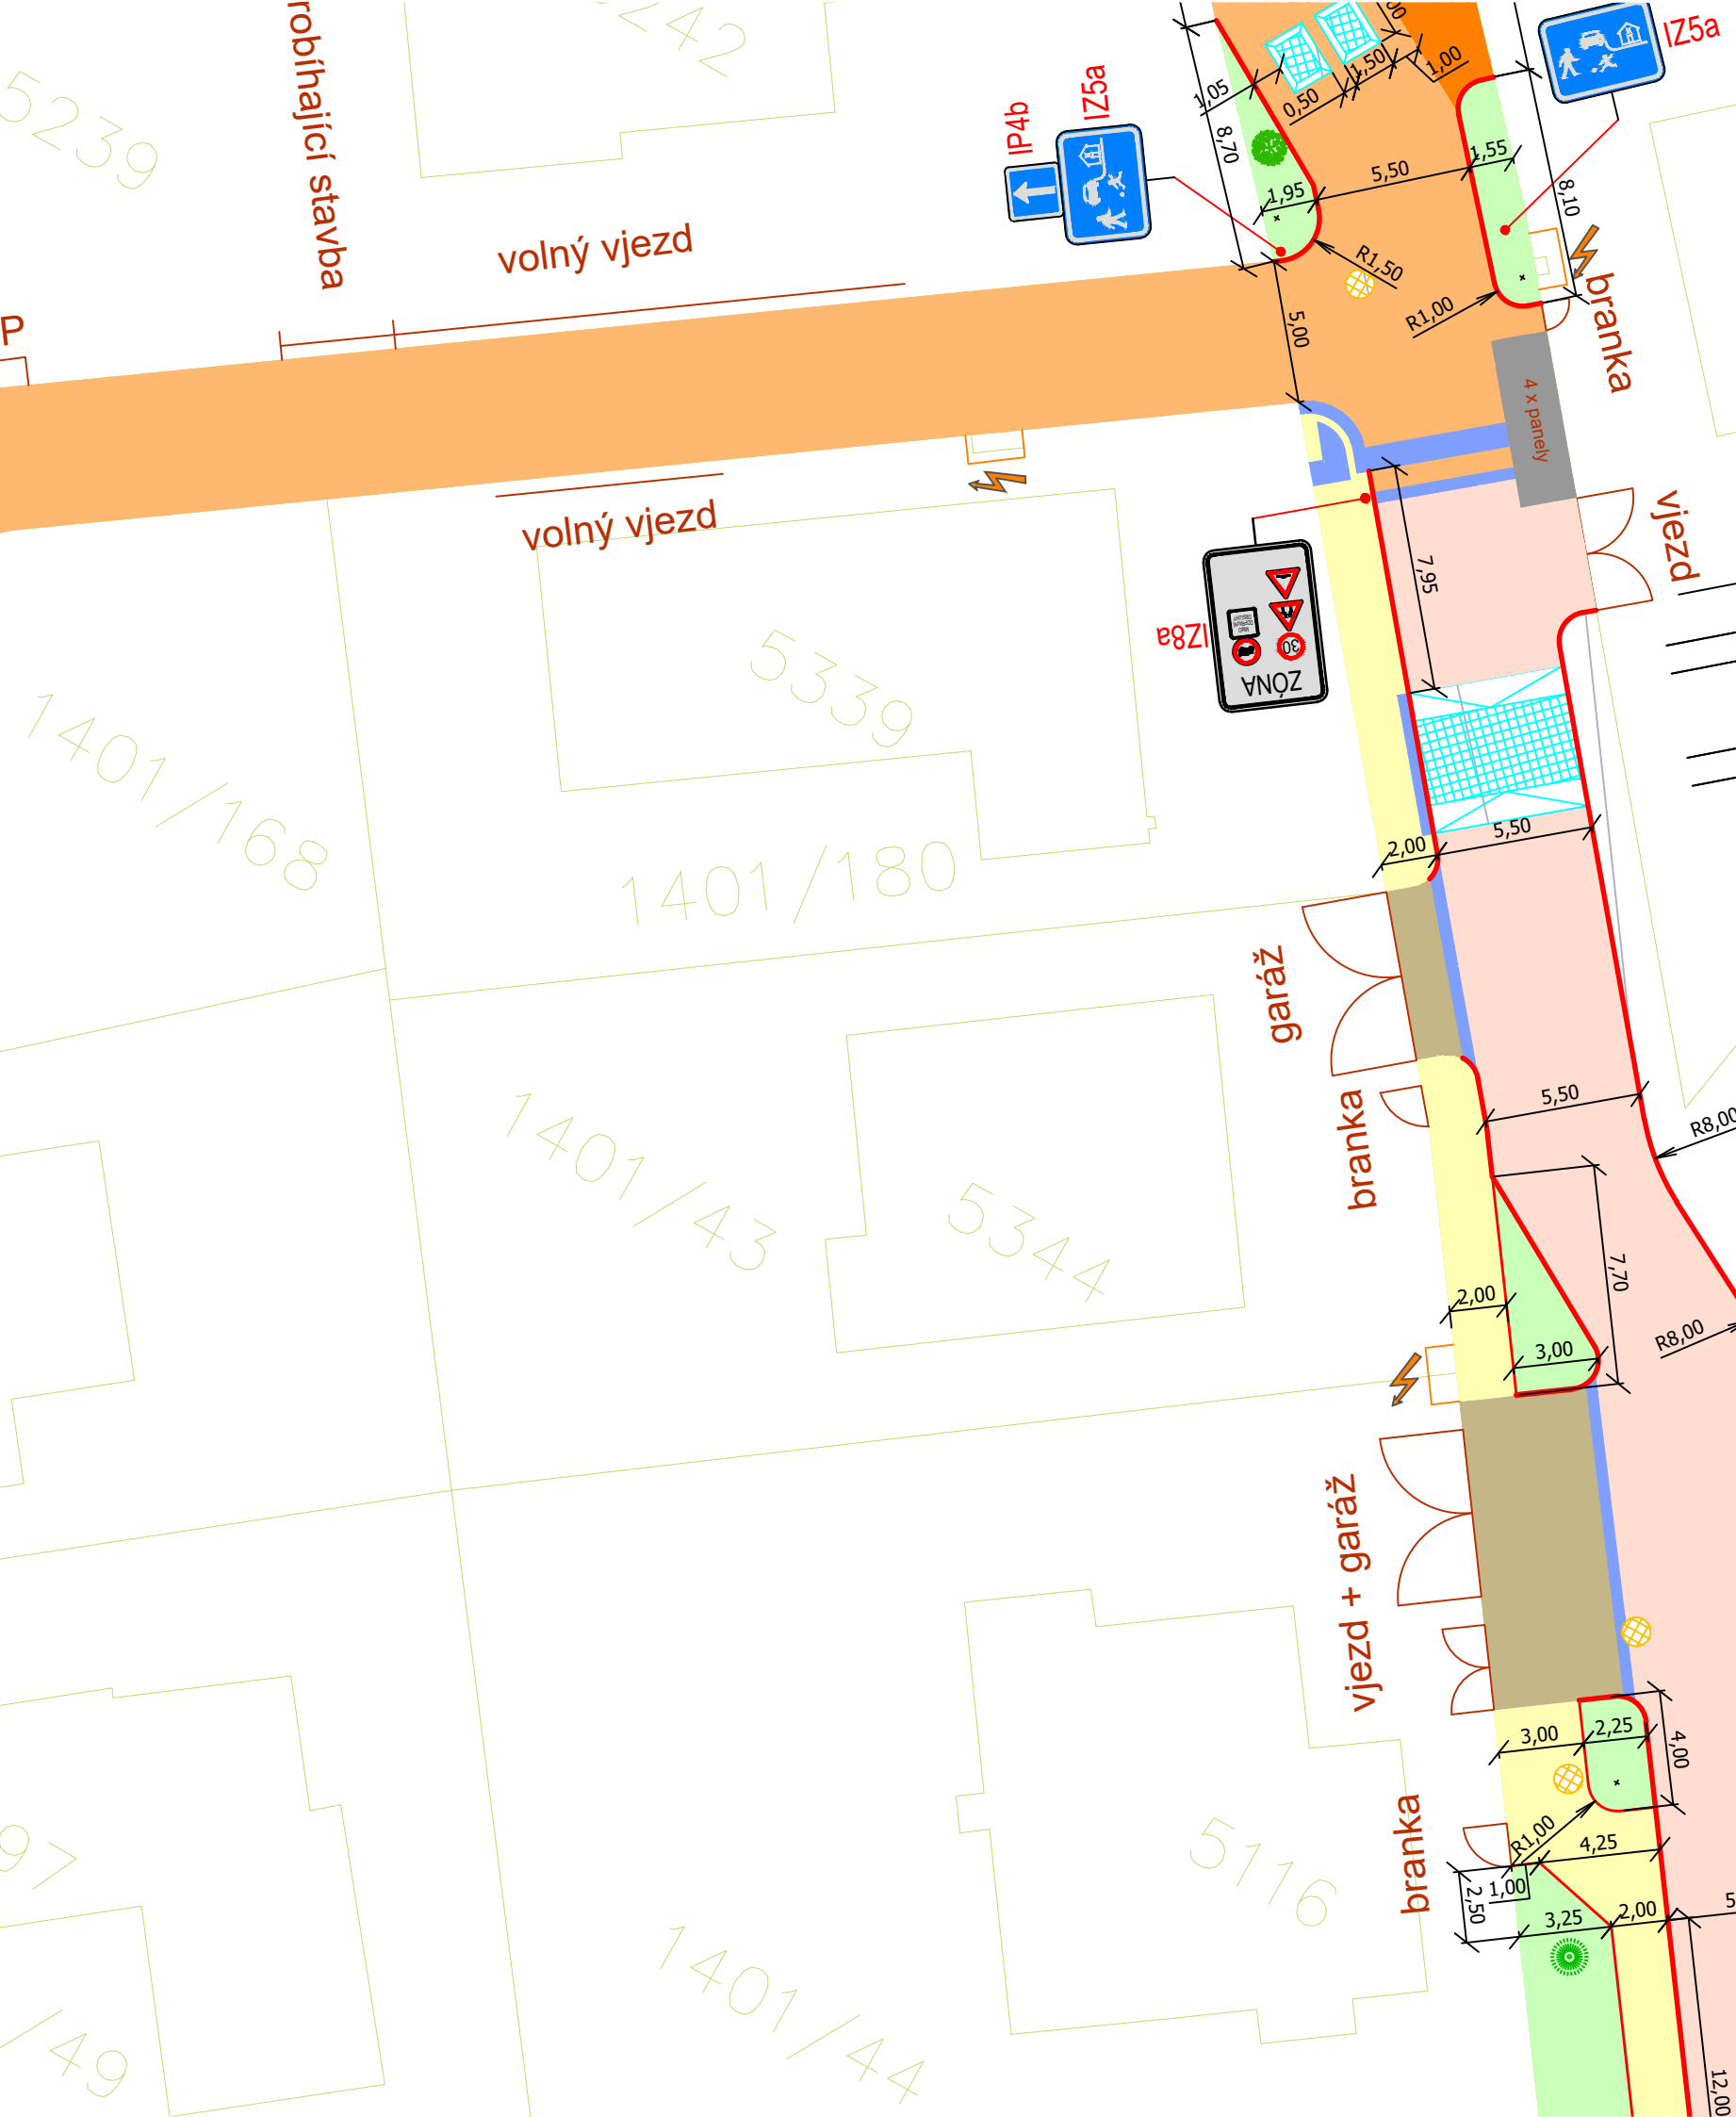 robíhající stavba
5242
5239
volný vjezd
P
IP4b
IZ5a
IZ5a
1,05
8,70
0,50
1,50
1,00
1,95
5,50
1,55
8,10
R1,50
R1,00
5,00
branka
4 x panely
volný vjezd
vjezd
7,95
IZ8a
ZÓNA
30
5339
1401/168
1401/180
2,00
5,50
garáž
branka
5,50
R8,00
1401/43
5344
7,70
2,00
3,00
R8,00
vjezd + garáž
3,00
2,25
4,00
R1,00
4,25
branka
5116
2,50
1,00
3,25
2,00
5
1401/44
97
/49
12,00